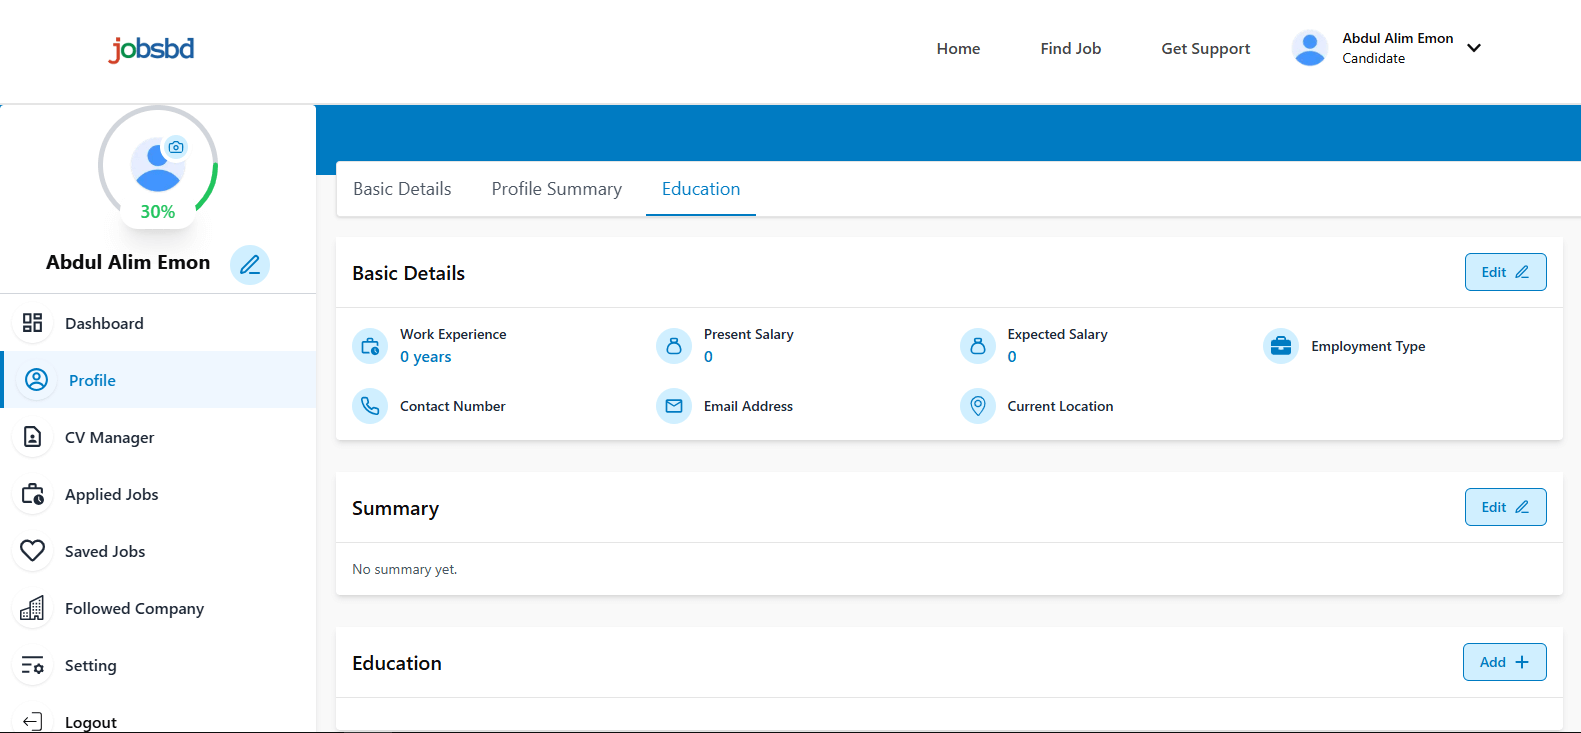 jobsbd
Home
Find Job
Get Support
Abdul Alim Emon
Candidate
30%
Abdul Alim Emon
Dashboard
Profile
CV Manager
Applied Jobs
Saved Jobs
Followed Company
Setting
Logout
Basic Details
Profile Summary
Education
Basic Details
Edit
Work Experience
0 years
Present Salary
0
Expected Salary
0
Employment Type
Contact Number
Email Address
Current Location
Summary
Edit
No summary yet.
Education
Add